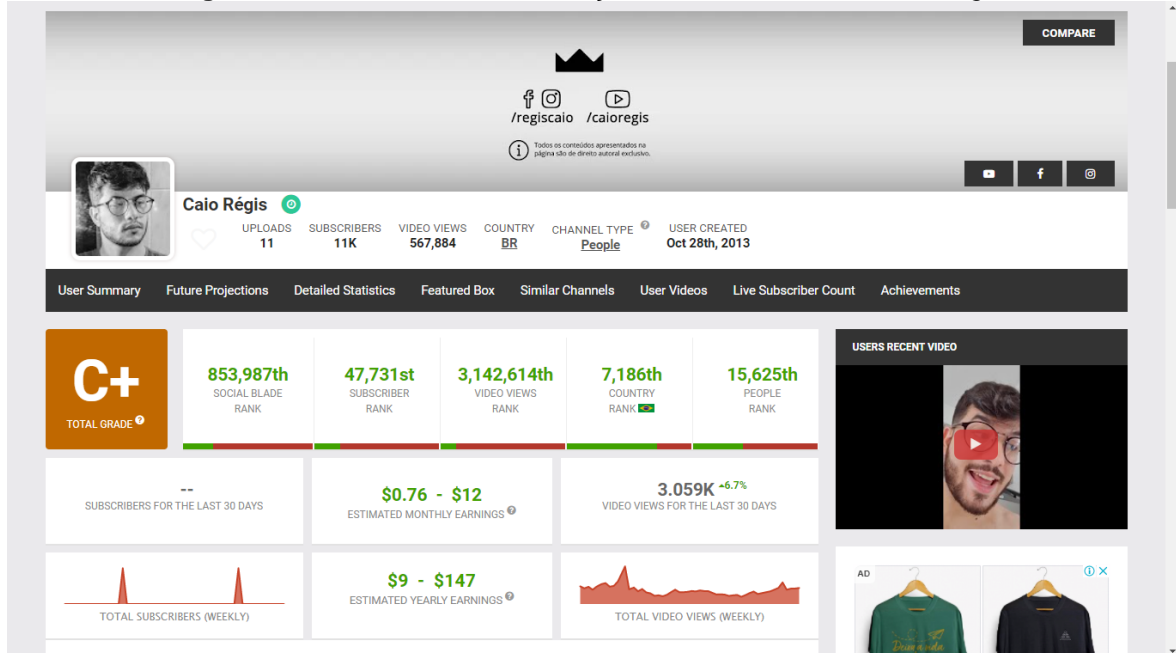 COMPARE
/regiscaio /caioregis
Todos os conteúdos apresentados na
página são de direito autoral exclusivo.
Caio Régis
UPLOADS SUBSCRIBERS VIDEO VIEWS COUNTRY CHANNEL TYPE USER CREATED
11 11K 567,884 BR People Oct 28th, 2013
User Summary Future Projections Detailed Statistics Featured Box Similar Channels User Videos Live Subscriber Count Achievements
C+
TOTAL GRADE
853,987th 47,731st 3,142,614th 7,186th 15,625th
SOCIAL BLADE SUBSCRIBER VIDEO VIEWS COUNTRY PEOPLE
RANK RANK RANK RANK RANK
USERS RECENT VIDEO
-- $0.76 - $12 3.059K 6.7%
SUBSCRIBERS FOR THE LAST 30 DAYS ESTIMATED MONTHLY EARNINGS VIDEO VIEWS FOR THE LAST 30 DAYS
$9 - $147
ESTIMATED YEARLY EARNINGS
TOTAL SUBSCRIBERS (WEEKLY) TOTAL VIDEO VIEWS (WEEKLY)
AD
Deixe a vida